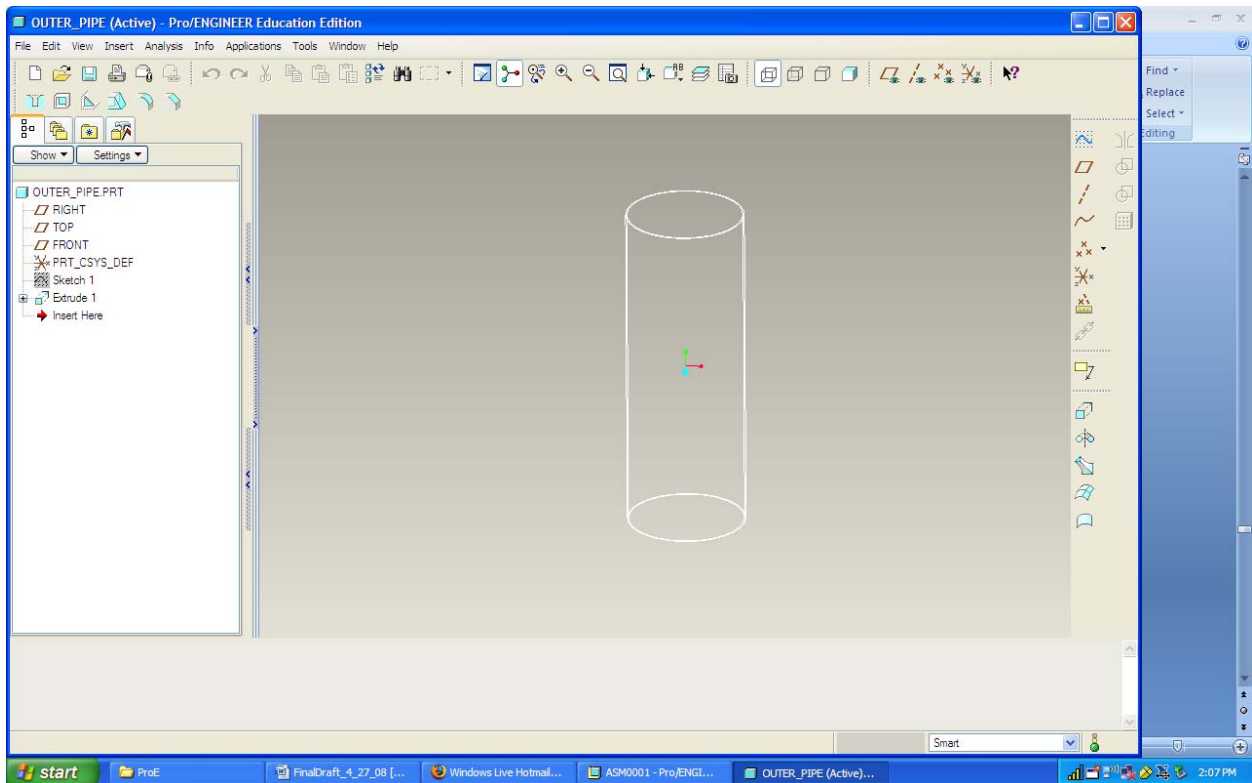 OUTER_PIPE (Active) - Pro/ENGINEER Education Edition
File Edit View Insert Analysis Info Applications Tools Window Help
Find
Replace
Select
Editing
Show Settings
OUTER_PIPE.PRT
RIGHT
TOP
FRONT
PRT_CSYS_DEF
Sketch 1
Extrude 1
Insert Here
Smart
start ProE FinalDraft_4_27_08 [... Windows Live Hotmail... ASM0001 - Pro/ENGI... OUTER_PIPE (Active)... 2:07 PM